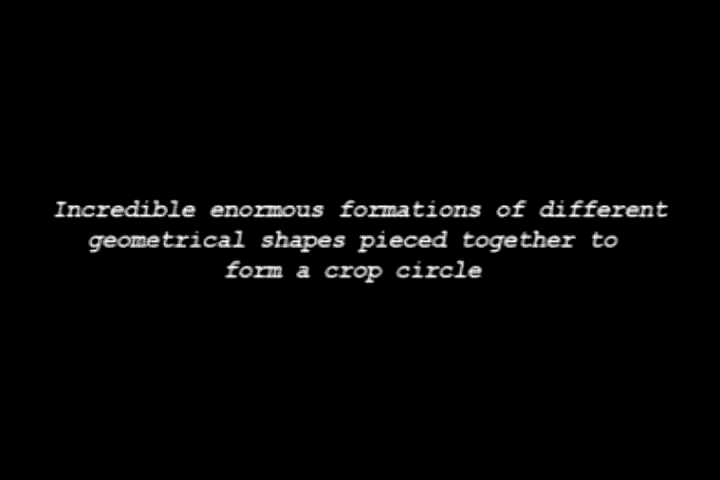 Incredible enormous formations of different
geometrical shapes pieced together to
form a crop circle